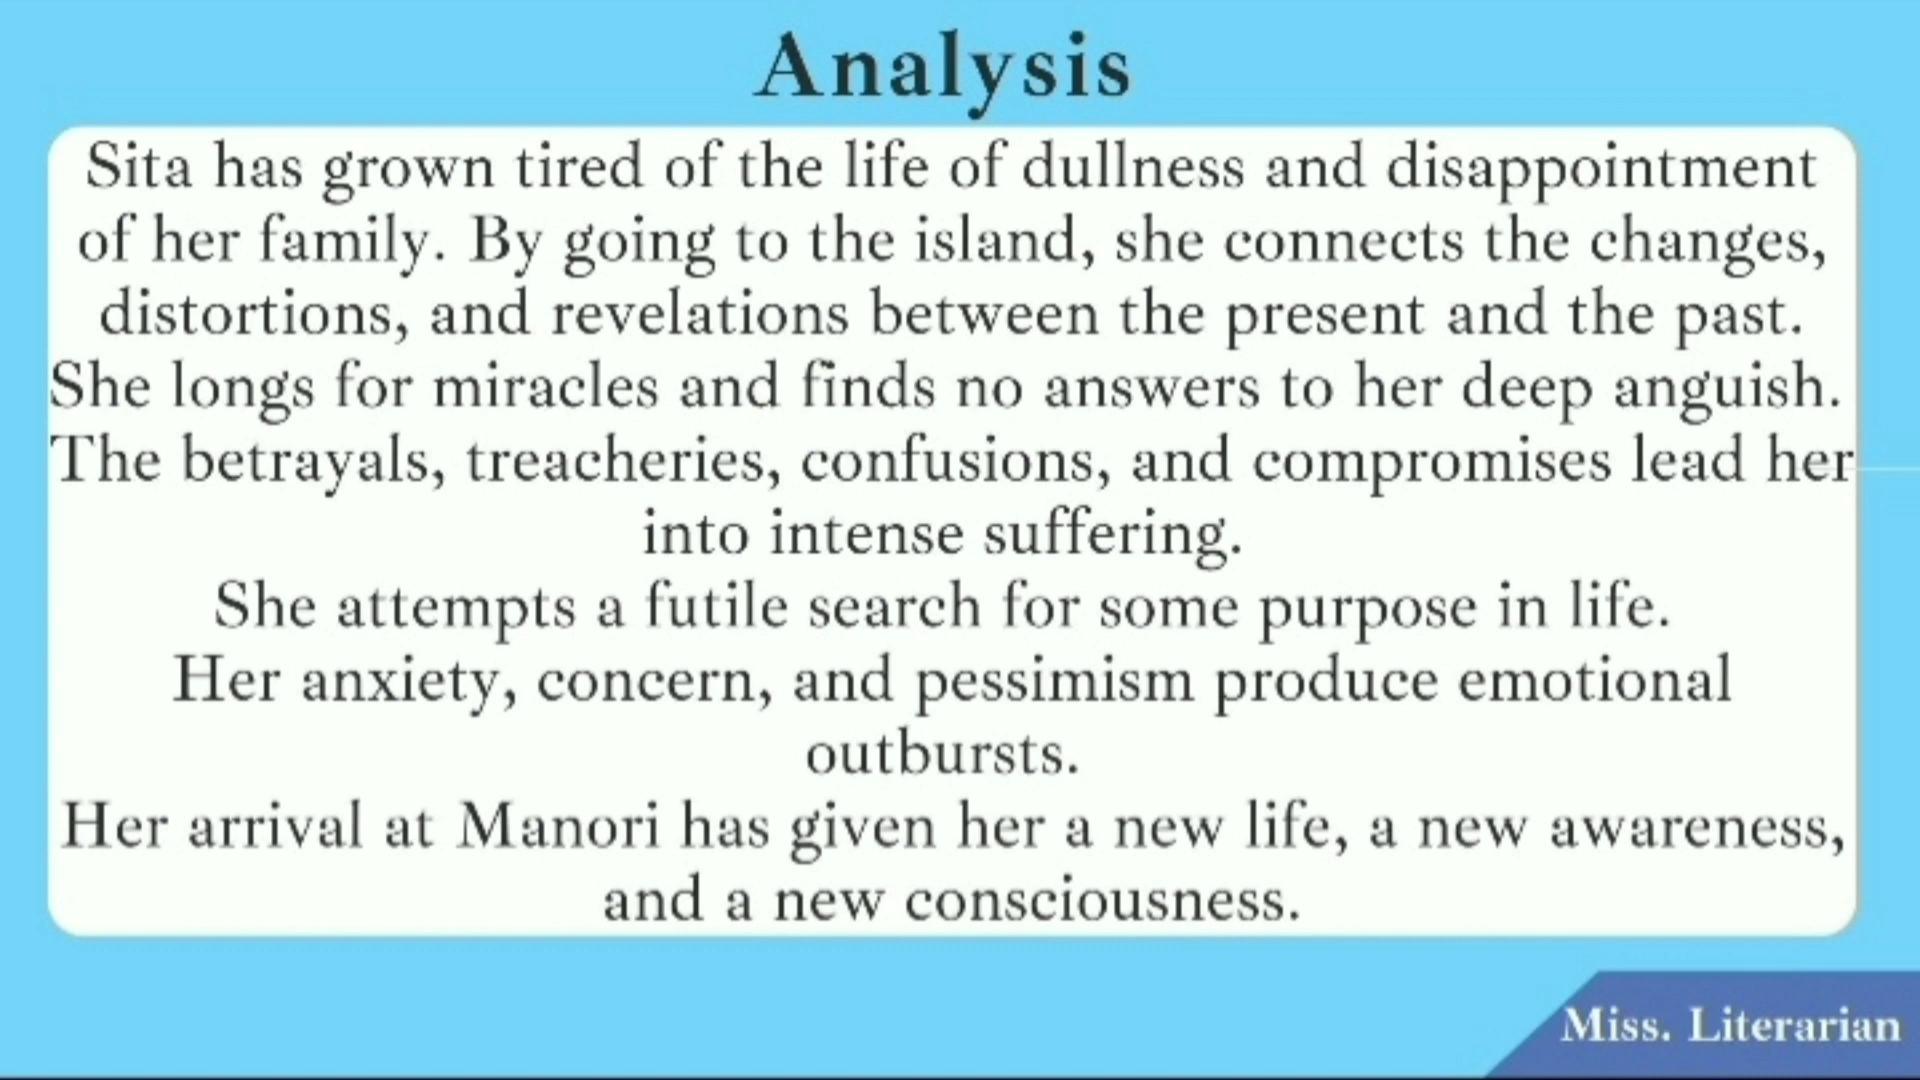 Analysis
Sita has grown tired of the life of dullness and disappointment
of her family. By going to the island, she connects the changes,
distortions, and revelations between the present and the past.
She longs for miracles and finds no answers to her deep anguish.
The betrayals, treacheries, confusions, and compromises lead her
into intense suffering.
She attempts a futile search for some purpose in life.
Her anxiety, concern, and pessimism produce emotional
outbursts.
Her arrival at Manori has given her a new life, a new awareness,
and a new consciousness.
Miss. Literarian